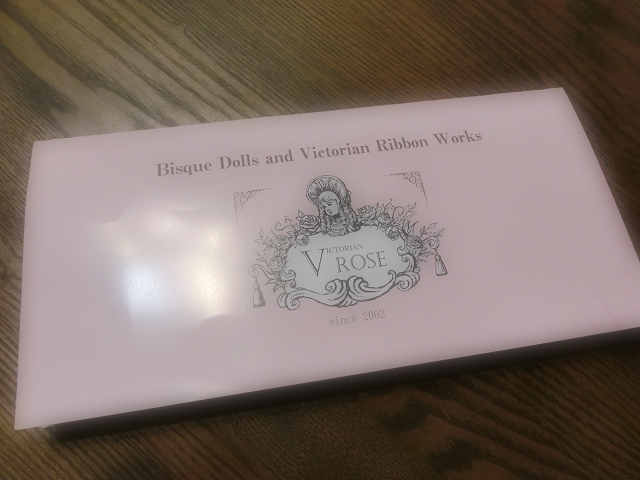 Bisque Dolls and Victorian Ribbon Works
VICTORIAN
ROSE
since 2002